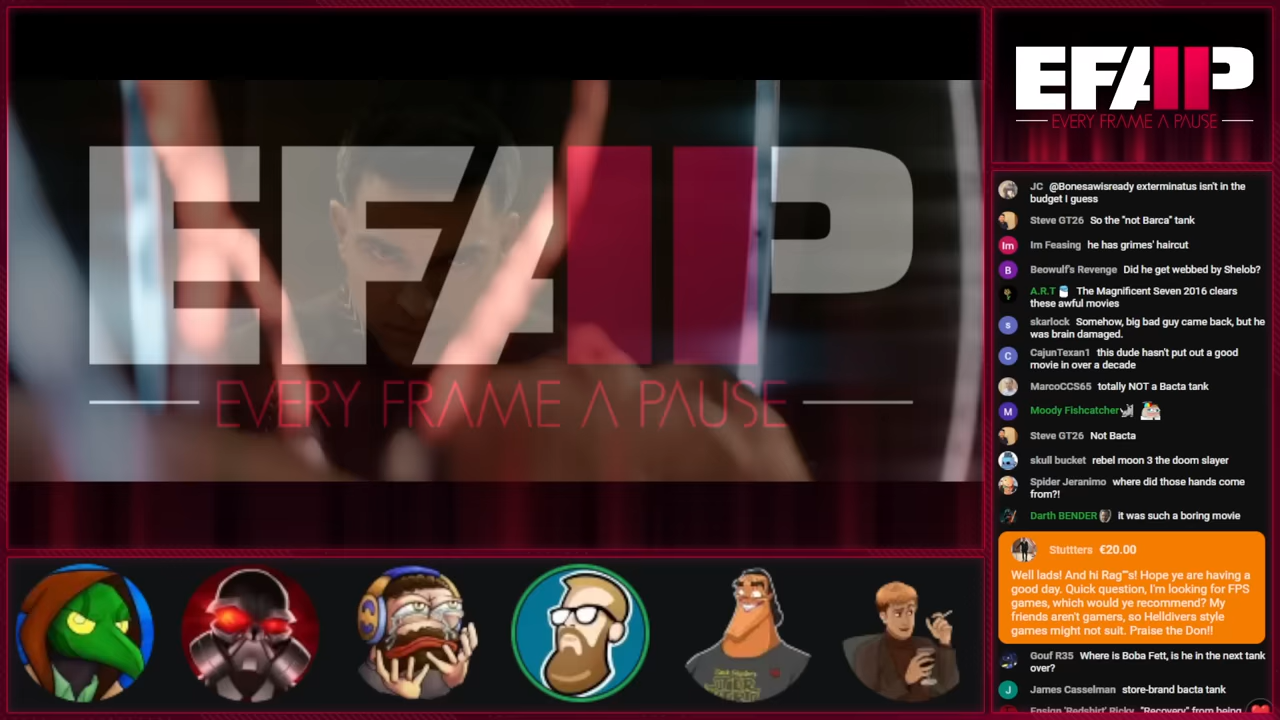 EFAP
EVERY FRAME A PAUSE
EFAP
EVERY FRAME A PAUSE
JC @Bonesawisready exterminatus isn't in the
budget I guess
Steve GT26 So the "not Barca" tank
Im Im Feasing he has grimes' haircut
B Beowulf's Revenge Did he get webbed by Shelob?
A.R.T The Magnificent Seven 2016 clears
these awful movies
s skarlock Somehow, big bad guy came back, but he
was brain damaged.
C CajunTexan1 this dude hasn't put out a good
movie in over a decade
MarcoCCS65 totally NOT a Bacta tank
M Moody Fishcatcher
Steve GT26 Not Bacta
skull bucket rebel moon 3 the doom slayer
Spider Jeranimo where did those hands come
from?!
Darth BENDER it was such a boring movie
Stuttters €20.00
Well lads! And hi Rag""s! Hope ye are having a
good day. Quick question, I'm looking for FPS
games, which would ye recommend? My
friends aren't gamers, so Helldivers style
games might not suit. Praise the Don!!
Gouf R35 Where is Boba Fett, is he in the next tank
over?
J James Casselman store-brand bacta tank
Ensign 'Redshirt' Ricky "Recovery" from being